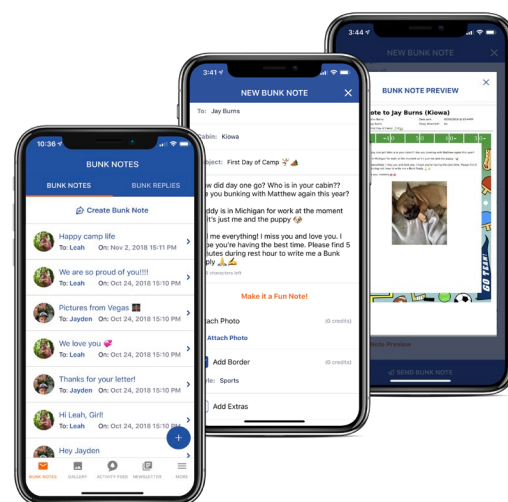 10:36
BUNK NOTES
BUNK NOTES BUNK REPLIES
Create Bunk Note
Happy camp life
To: Leah On: Nov 2, 2018 15:11 PM
We are so proud of you!!!!
To: Leah On: Oct 24, 2018 15:10 PM
Pictures from Vegas 🌆
To: Jayden On: Oct 24, 2018 15:10 PM
We love you 💞
To: Leah On: Oct 24, 2018 15:10 PM
Thanks for your letter!
To: Jayden On: Oct 24, 2018 15:10 PM
Hi Leah, Girl!
To: Leah On: Oct 24, 2018 15:10 PM
Hey Jayden
+
BUNK NOTES GALLERY ACTIVITY FEED NEWSLETTER MORE
3:41
NEW BUNK NOTE
To: Jay Burns
Cabin: Kiowa
bject: First Day of Camp
w did day one go? Who is in your cabin??
e you bunking with Matthew again this year?
ddy is in Michigan for work at the moment
it's just me and the puppy
l me everything! I miss you and love you. I
pe you're having the best time. Please find 5
nutes during rest hour to write me a Bunk
ply
characters left
Make it a Fun Note!
tach Photo (0 credits)
Attach Photo
Add Border (0 credits)
le: Sports
Add Extras
3:44
NEW BUNK NOTE
BUNK NOTE PREVIEW
ote to Jay Burns (Kiowa)
GO TEAM!
Note Preview
SEND BUNK NOTE